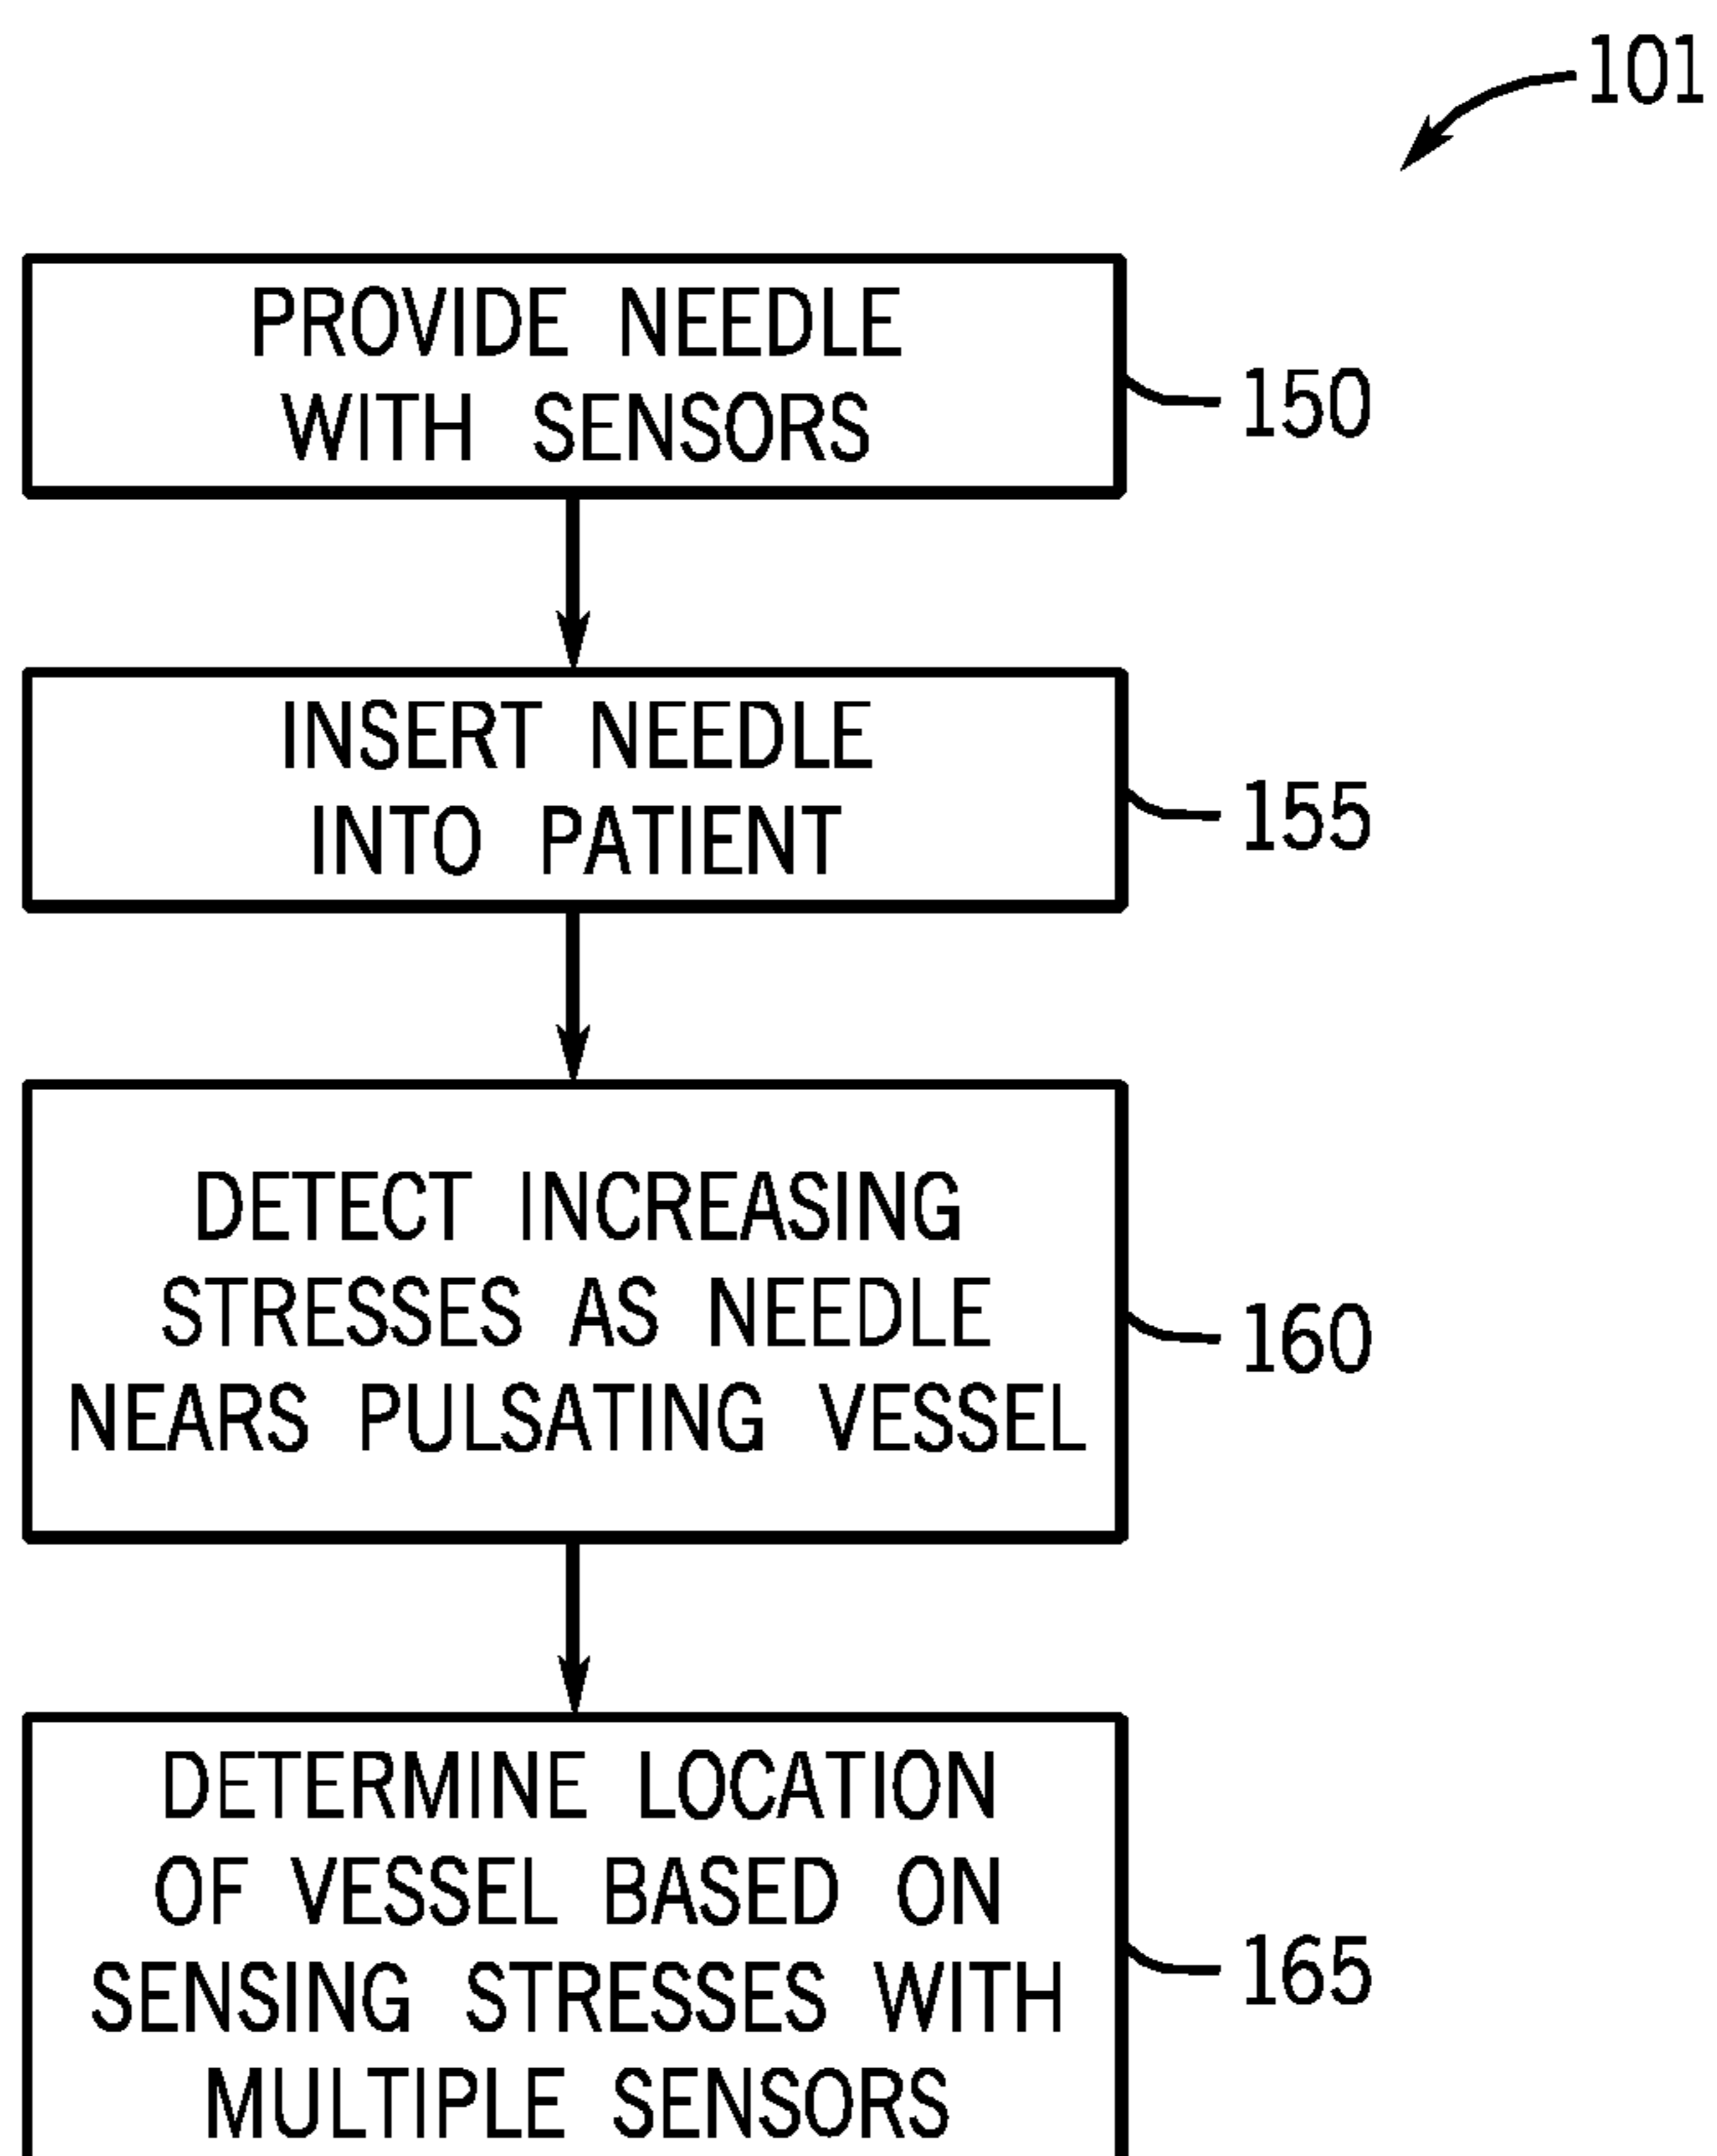 101
PROVIDE NEEDLE
WITH SENSORS
150
INSERT NEEDLE
INTO PATIENT
155
DETECT INCREASING
STRESSES AS NEEDLE
NEARS PULSATING VESSEL
160
DETERMINE LOCATION
OF VESSEL BASED ON
SENSING STRESSES WITH
MULTIPLE SENSORS
165